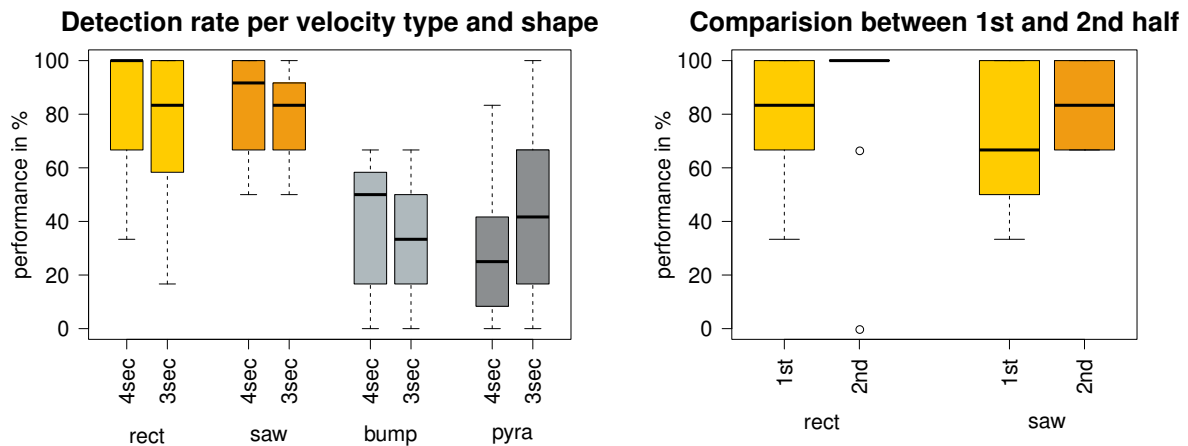 Detection rate per velocity type and shape
performance in %
100
80
60
40
20
0
4sec 3sec 4sec 3sec 4sec 3sec 4sec 3sec
rect saw bump pyra
Comparision between 1st and 2nd half
performance in %
100
80
60
40
20
0
1st 2nd 1st 2nd
rect saw